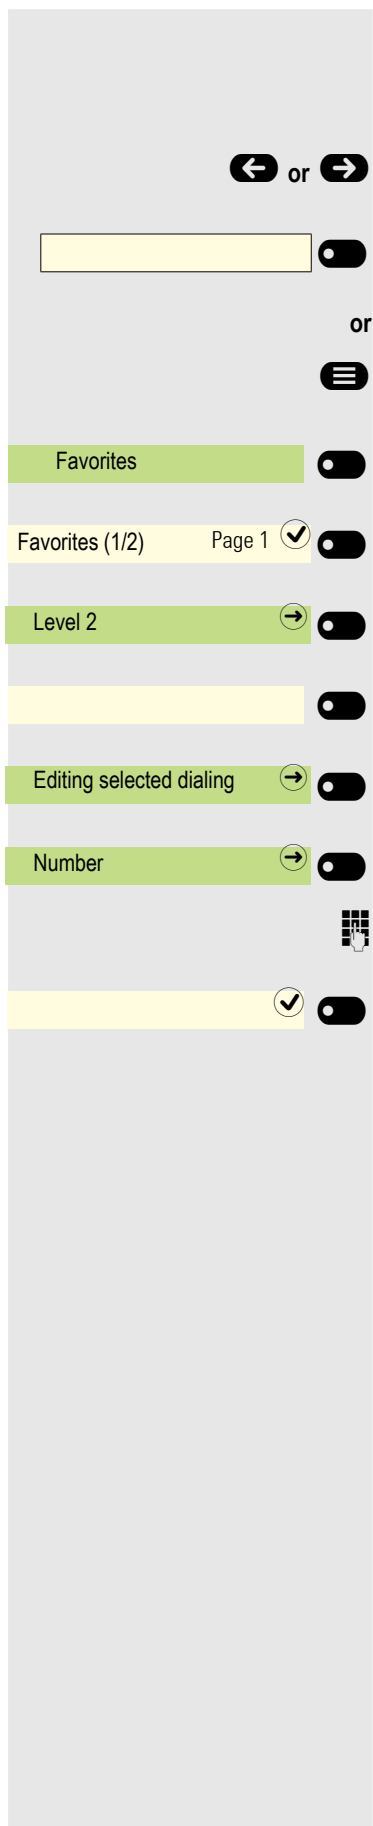 or
or
Favorites
Favorites (1/2) Page 1
Level 2
Editing selected dialing
Number